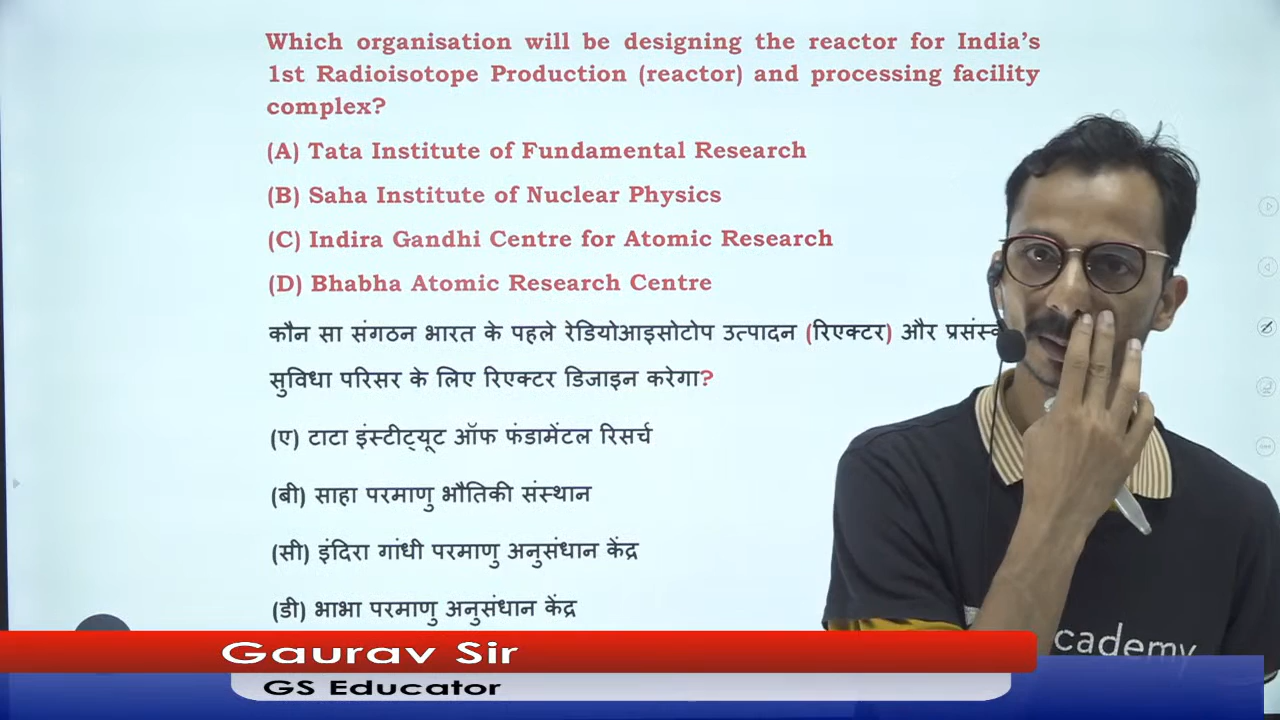 Which organisation will be designing the reactor for India's
1st Radioisotope Production (reactor) and processing facility
complex?
(A) Tata Institute of Fundamental Research
(B) Saha Institute of Nuclear Physics
(C) Indira Gandhi Centre for Atomic Research
(D) Bhabha Atomic Research Centre
कौन सा संगठन भारत के पहले रेडियोआइसोटोप उत्पादन (रिएक्टर) और
सुविधा परिसर के लिए रिएक्टर डिजाइन करेगा?
(ए) टाटा इंस्टीट्यूट ऑफ फंडामेंटल रिसर्च
(बी) साहा परमाणु भौतिकी संस्थान
(सी) इंदिरा गांधी परमाणु अनुसंधान केंद्र
(डी) भाभा परमाणु अनुसंधान केंद्र
cademy
Gaurav Sir
GS Educator